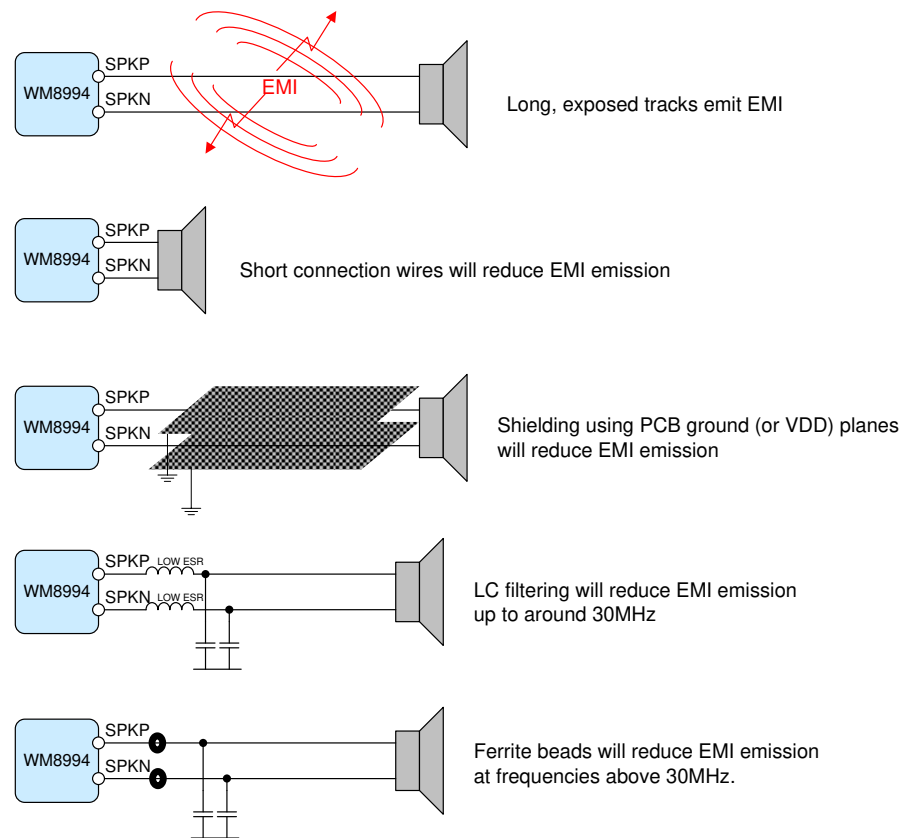 SPKP
WM8994
EMI
SPKN
Long, exposed tracks emit EMI
SPKP
WM8994
SPKN
Short connection wires will reduce EMI emission
SPKP
WM8994
SPKN
Shielding using PCB ground (or VDD) planes
will reduce EMI emission
SPKP LOW ESR
WM8994
SPKN LOW ESR
LC filtering will reduce EMI emission
up to around 30MHz
SPKP
WM8994
SPKN
Ferrite beads will reduce EMI emission
at frequencies above 30MHz.